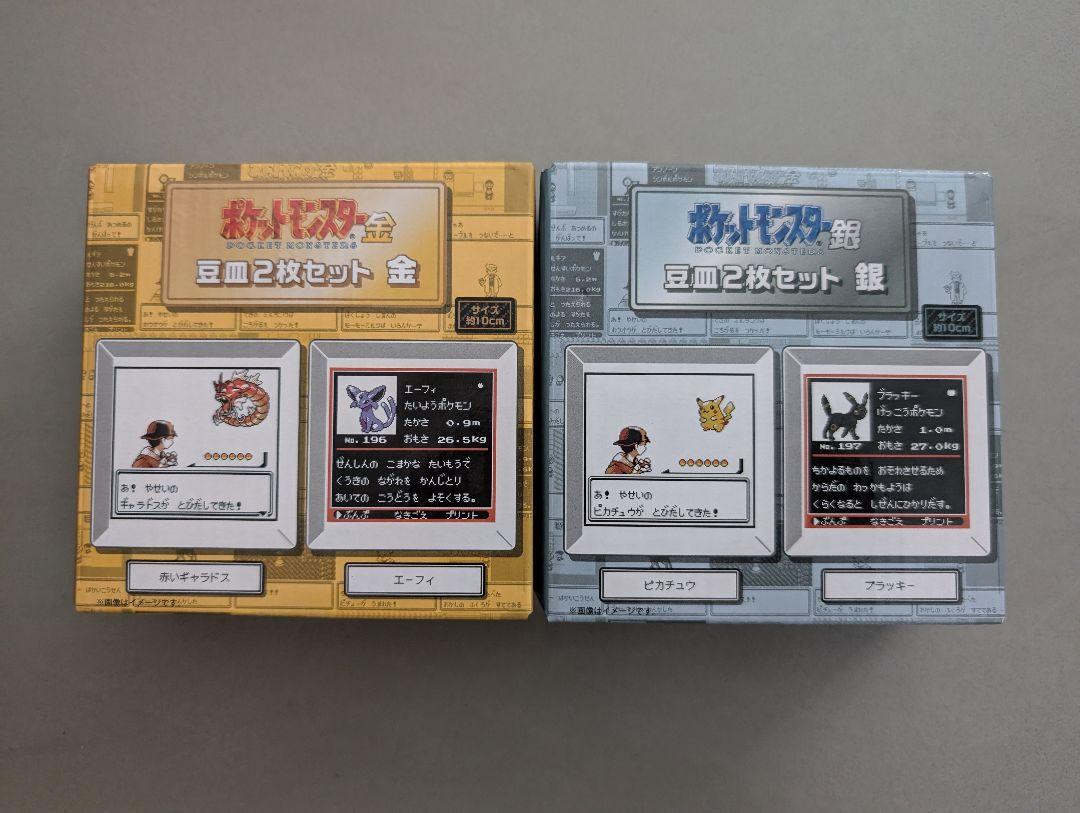 ポケットモンスター金
POCKET MONSTERS
豆皿2枚セット 金
サイズ
約10cm
あ! やせいの
ギャラドスが とびだしてきた!
エーフィ
たいようポケモン
たかさ 0.9m
No.196 おもさ 26.5kg
ぜんしんの こまかな たいもうで
くうきの ながれを かんじとり
あいての こうどうを よそくする。
▶ぶんぷ なきごえ プリント
赤いギャラドス
エーフィ
※画像はイメージです
ポケットモンスター銀
POCKET MONSTERS
豆皿2枚セット 銀
サイズ
約10cm
あ! やせいの
ピカチュウが とびだしてきた!
ブラッキー
げっこうポケモン
たかさ 1.0m
No.197 おもさ 27.0kg
ちかよるものを おそれさせるため
からだの わっかもようは
くらくなると しぜんにひかりだす。
▶ぶんぷ なきごえ プリント
ピカチュウ
ブラッキー
※画像はイメージです